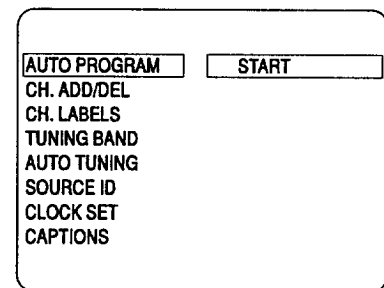 AUTO PROGRAM START
CH. ADD/DEL
CH. LABELS
TUNING BAND
AUTO TUNING
SOURCE ID
CLOCK SET
CAPTIONS